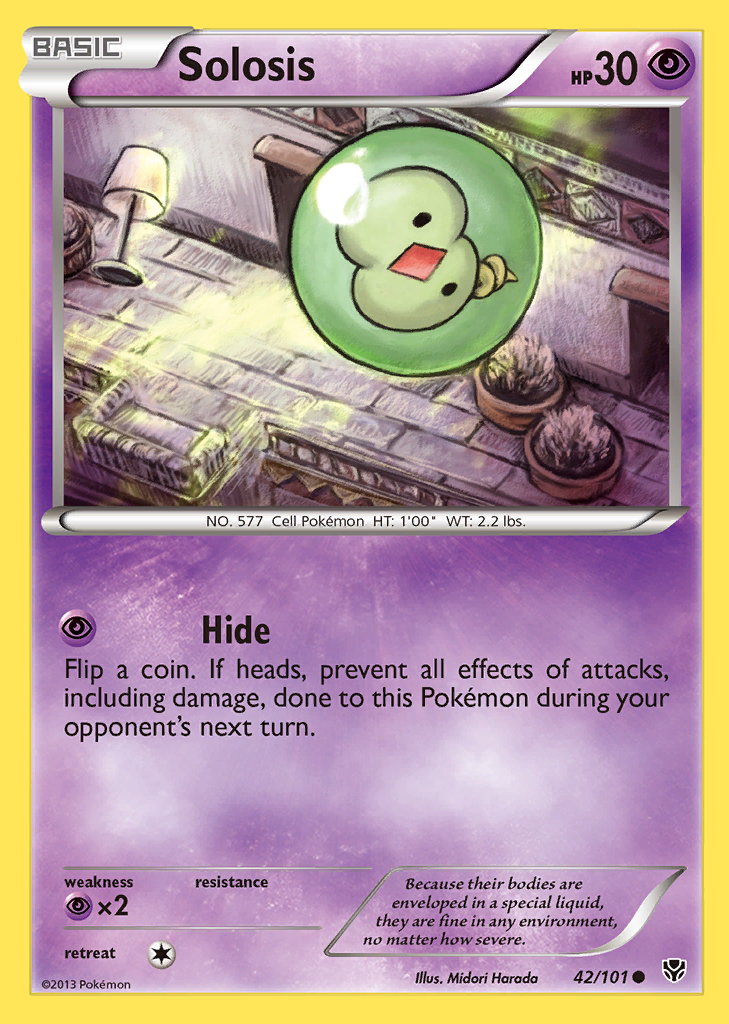 BASIC
Solosis
HP 30
NO. 577 Cell Pokémon HT: 1'00" WT: 2.2 lbs.
Hide
Flip a coin. If heads, prevent all effects of attacks,
including damage, done to this Pokémon during your
opponent's next turn.
weakness
resistance
×2
retreat
Because their bodies are
enveloped in a special liquid,
they are fine in any environment,
no matter how severe.
©2013 Pokémon
Illus. Midori Harada
42/101